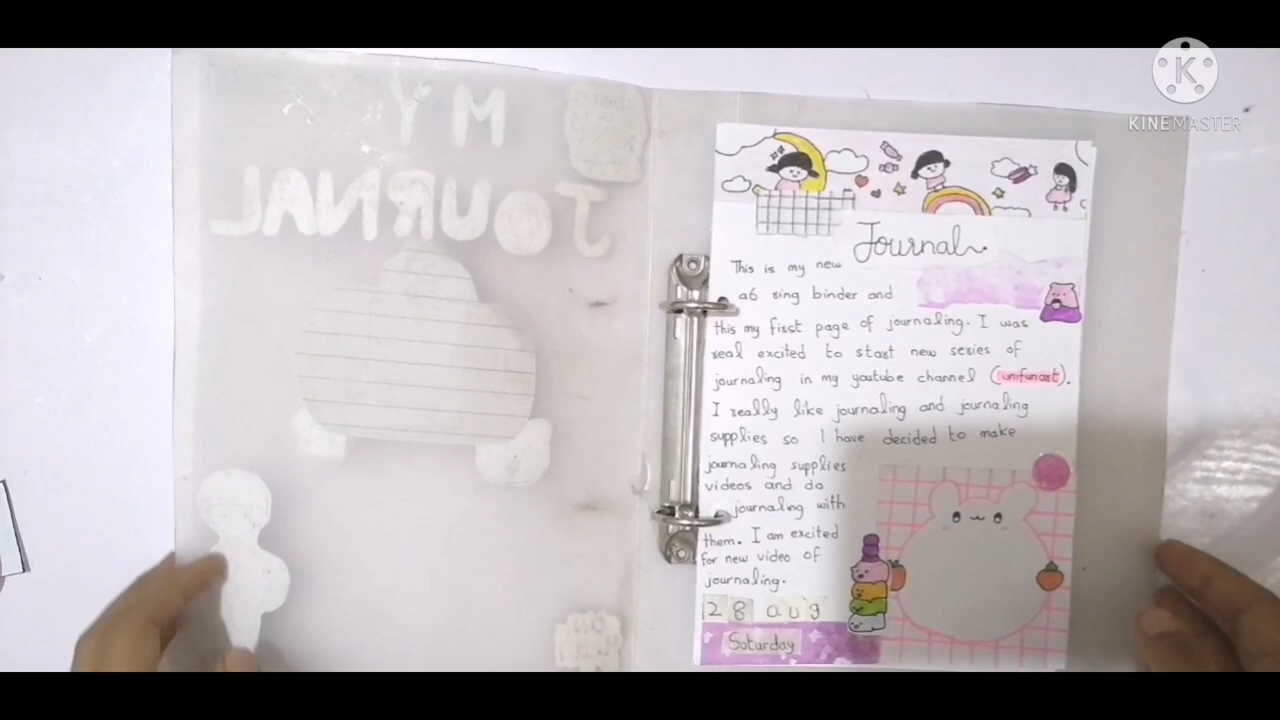 KINEMASTER
MY
JOURNAL
Journal
This is my new
a6 ring binder and
this my first page of journaling. I was
real excited to start new series of
journaling in my youtube channel (unifunart).
I really like journaling and journaling
supplies so I have decided to make
journaling supplies
videos and do
journaling with
them. I am excited
for new video of
journaling.
28 aug
Saturday